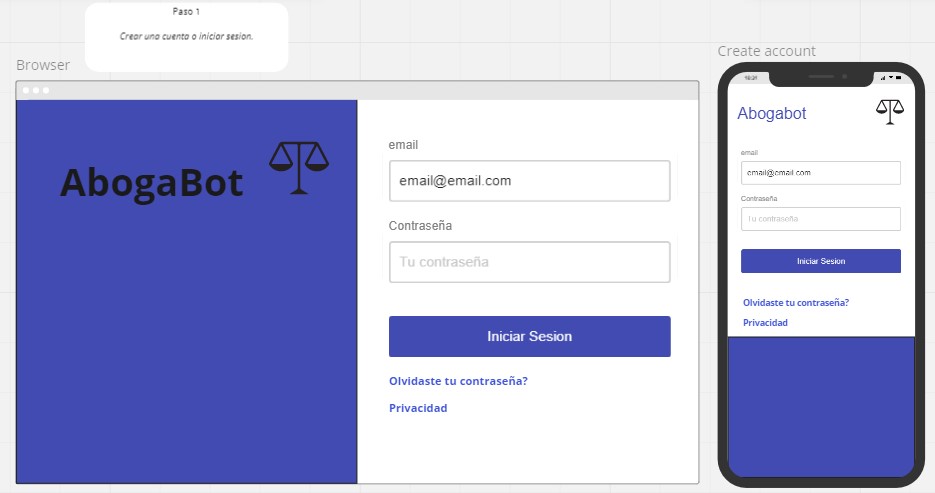 Paso 1
Crear una cuenta o iniciar sesion.
Browser
AbogaBot
email
email@email.com
Contraseña
Tu contraseña
Iniciar Sesion
Olvidaste tu contraseña?
Privacidad
Create account
Abogabot
email
email@email.com
Contraseña
Tu contraseña
Iniciar Sesion
Olvidaste tu contraseña?
Privacidad